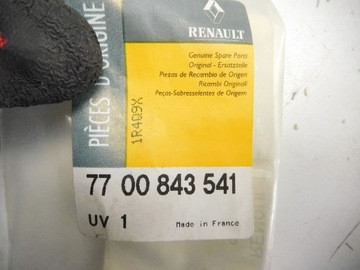 RENAULT
PIÈCES D'ORIGINE
Genuine Spare Parts
Original - Ersatzteile
Piezas de Recambio de Origen
Ricambi Originali
Peças-Sobresselentes de Origem
1R409X
77 00 843 541
UV 1
Made in France